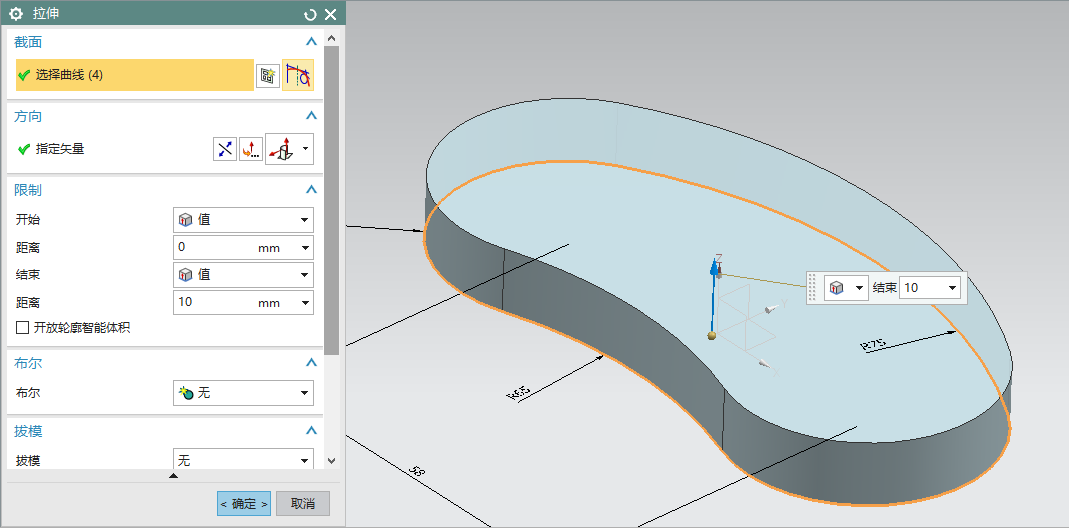 拉伸
截面
选择曲线 (4)
方向
指定矢量
限制
开始 值
距离 0 mm
结束 值
距离 10 mm
开放轮廓智能体积
布尔
布尔 无
拔模
拔模 无
< 确定 > 取消
Z
Y
X
结束 10
R75
R65
58